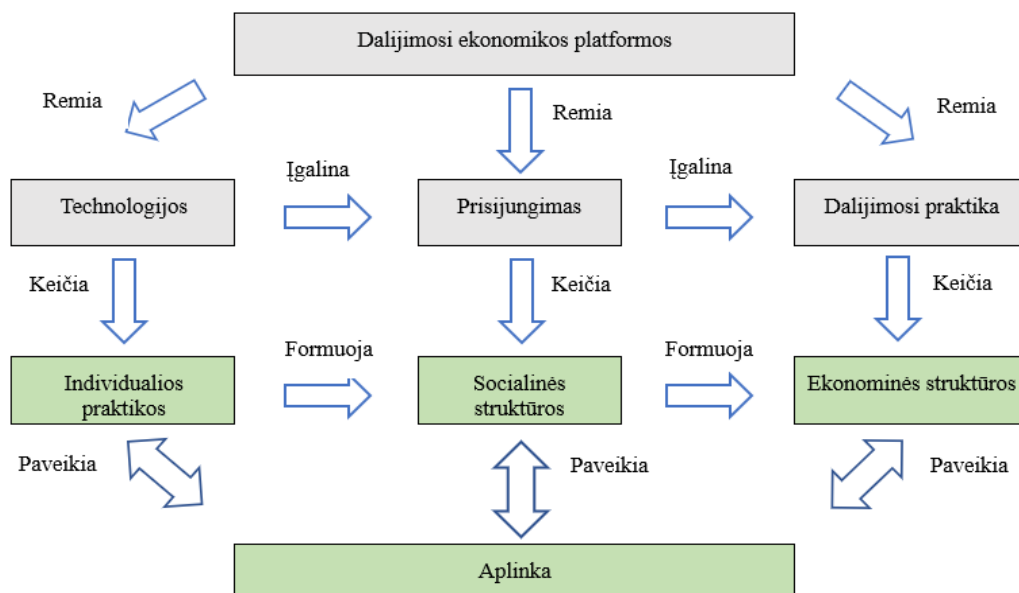 Dalijimosi ekonomikos platformos
Remia
Remia
Remia
Įgalina
Įgalina
Technologijos
Prisijungimas
Dalijimosi praktika
Keičia
Keičia
Keičia
Formuoja
Formuoja
Individualios
praktikos
Socialinės
struktūros
Ekonominės struktūros
Paveikia
Paveikia
Paveikia
Aplinka